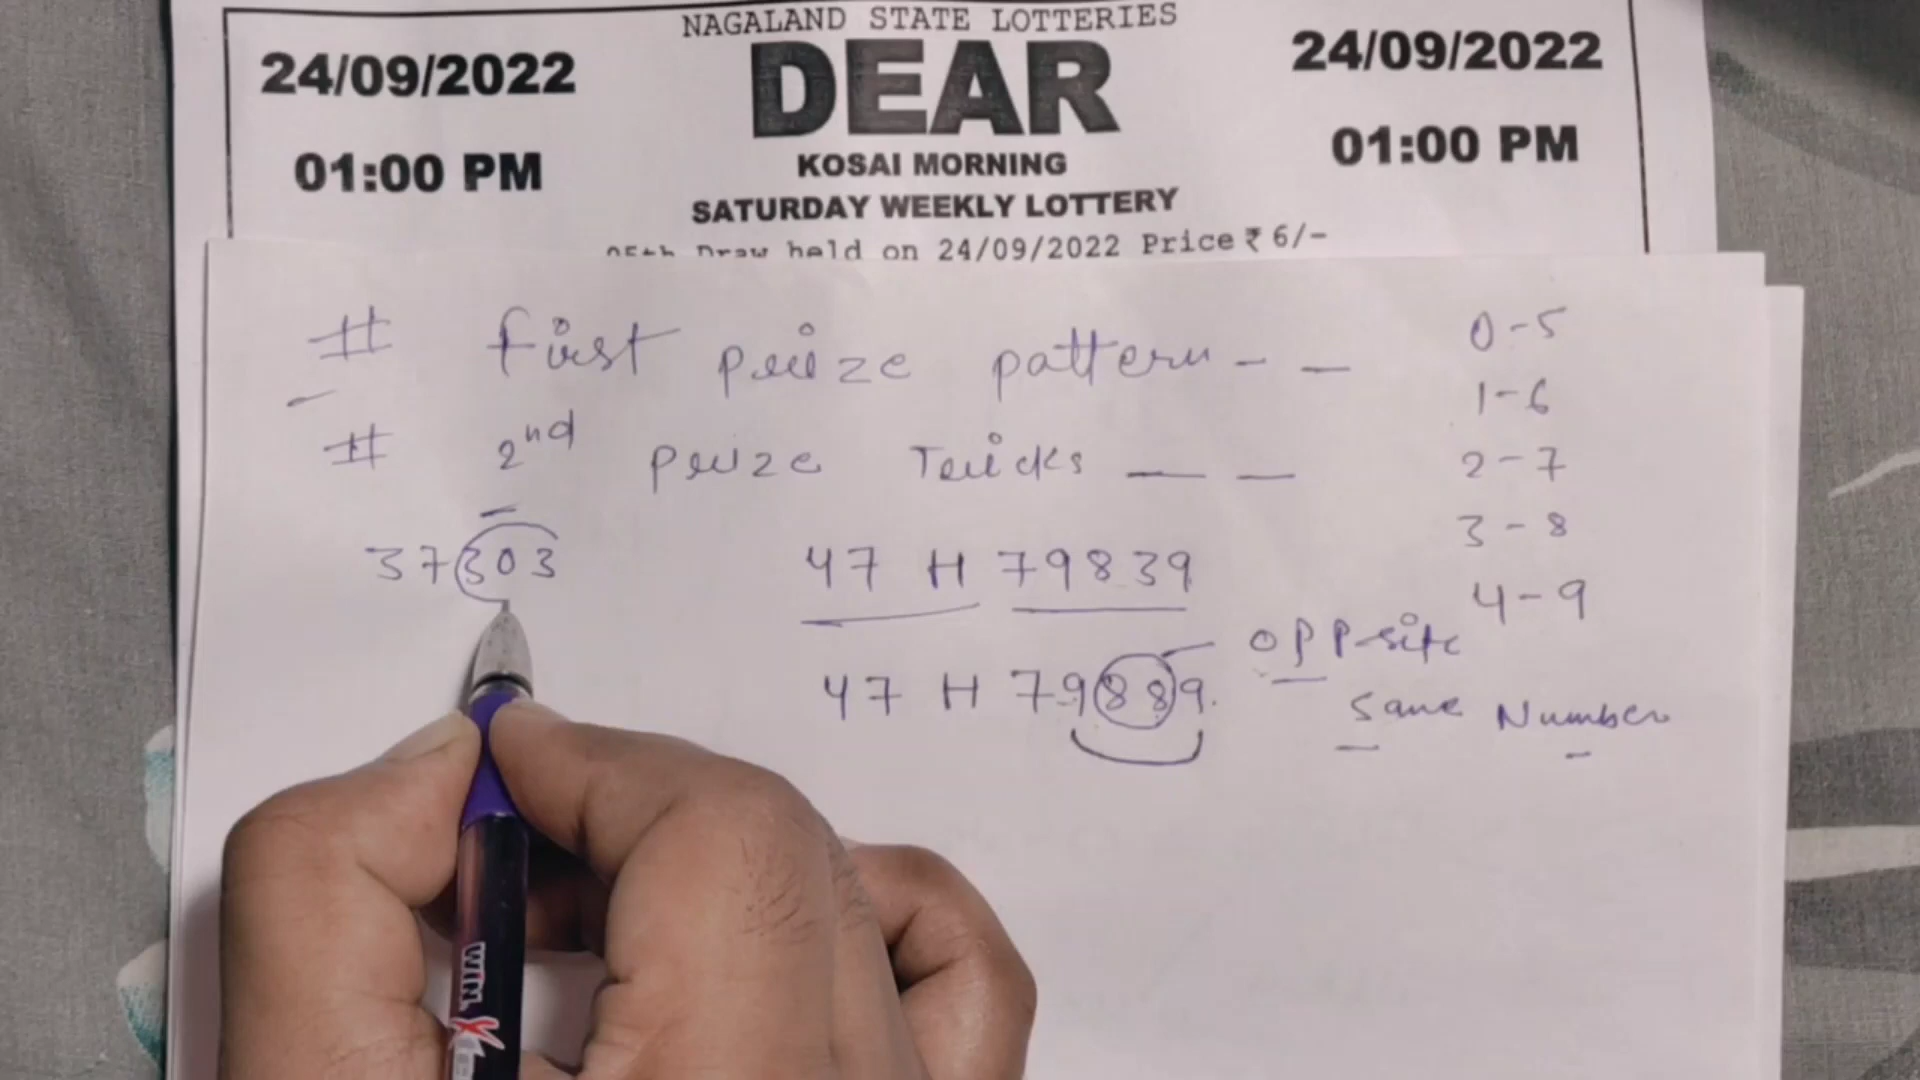 NAGALAND STATE LOTTERIES
24/09/2022
DEAR
24/09/2022
01:00 PM
KOSAI MORNING
01:00 PM
SATURDAY WEEKLY LOTTERY
Draw held on 24/09/2022 Price ₹ 6/-
# first prize pattern - -
# 2nd prize Tricks — —
0-5
1-6
2-7
3-8
4-9
37303
47 H 79839
47 H 79889
opposite
Same Number
WIN